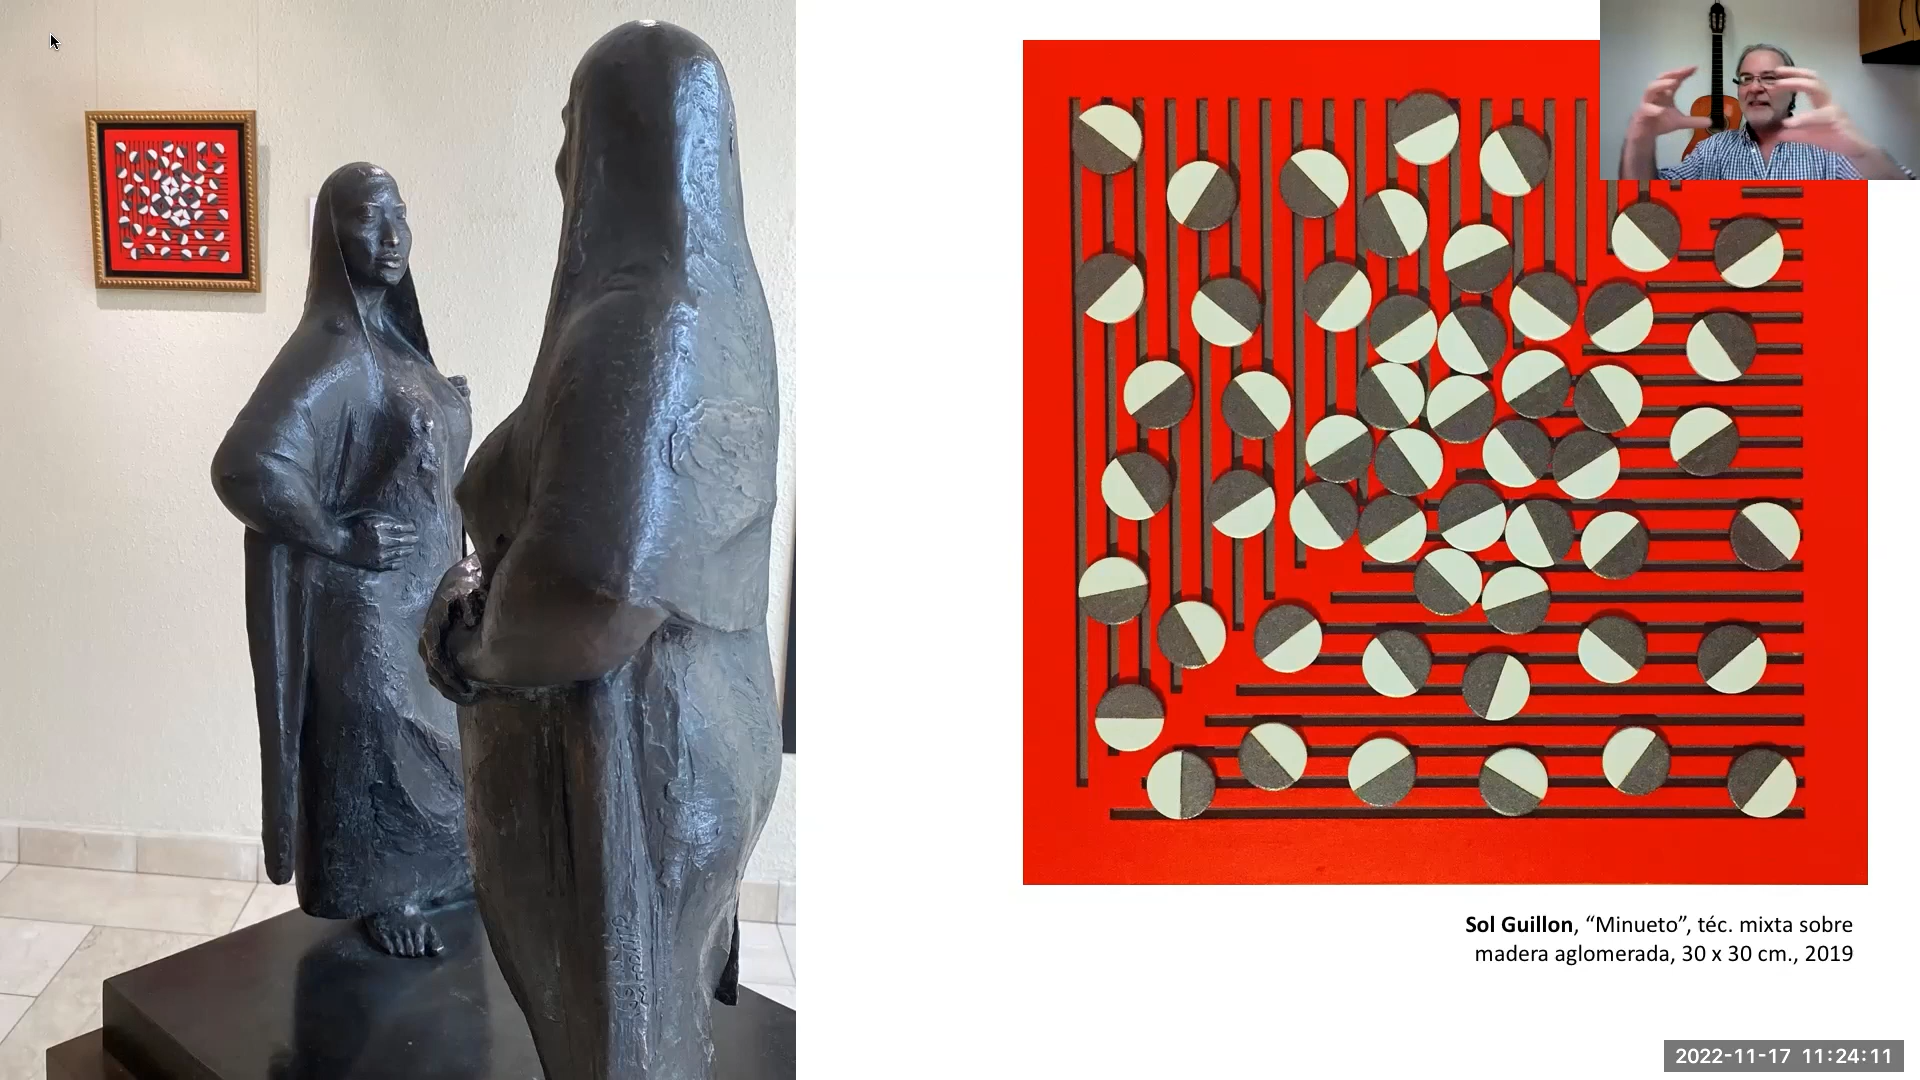 Sol Guillon, “Minueto”, téc. mixta sobre
madera aglomerada, 30 x 30 cm., 2019
2022-11-17 11:24:11